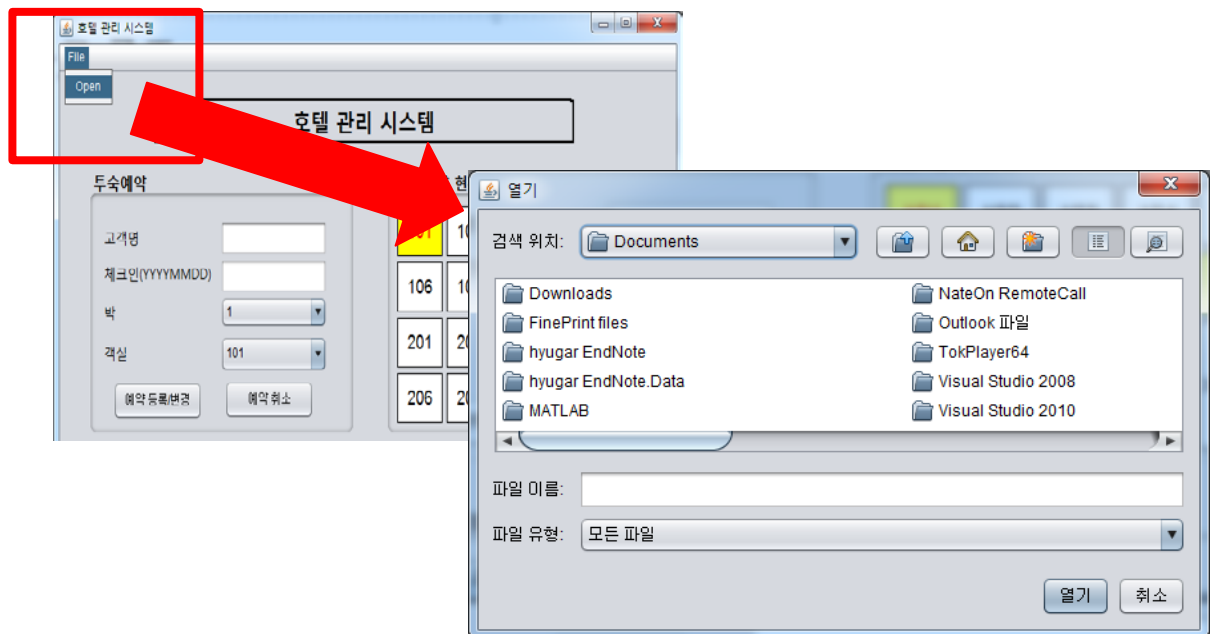 호텔 관리 시스템
File
Open
호텔 관리 시스템
투숙예약
현
고객명
체크인(YYYYMMDD)
박
1
객실
101
예약 등록/변경
예약 취소
106
201
206
열기
검색 위치:
Documents
Downloads
NateOn RemoteCall
FinePrint files
Outlook 파일
hyugar EndNote
TokPlayer64
hyugar EndNote.Data
Visual Studio 2008
MATLAB
Visual Studio 2010
파일 이름:
파일 유형:
모든 파일
열기
취소